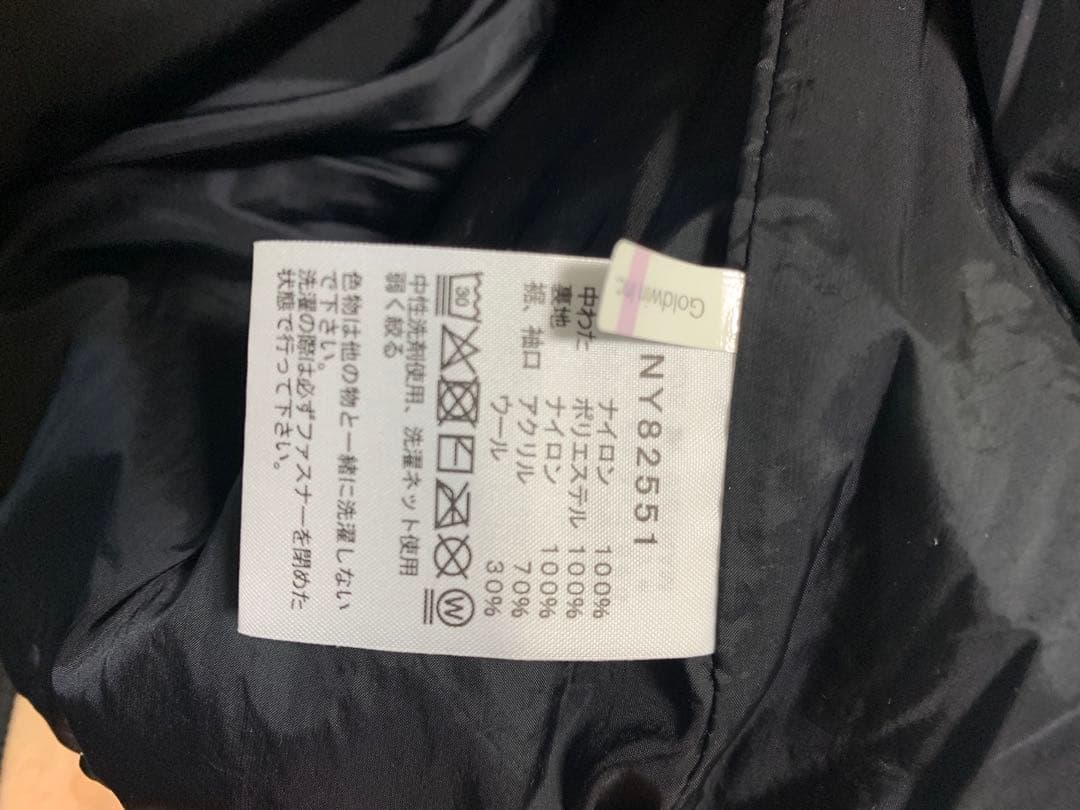 Goldwin
NY82551
ナイロン 100%
中わた ポリエステル 100%
裏地 ナイロン 100%
裾、袖口 アクリル 70%
ウール 30%
30
W
中性洗剤使用、洗濯ネット使用
弱く絞る
色物は他の物と一緒に洗濯しない
で下さい。
洗濯の際は必ずファスナーを閉めた
状態で行って下さい。